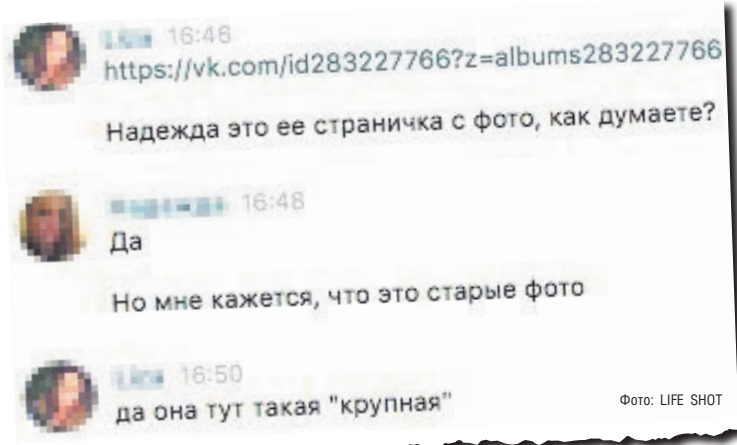 16:46
https://vk.com/id283227766?z=albums283227766
Надежда это ее страничка с фото, как думаете?
16:48
Да
Но мне кажется, что это старые фото
16:50
да она тут такая "крупная"
Фото: LIFE SHOT